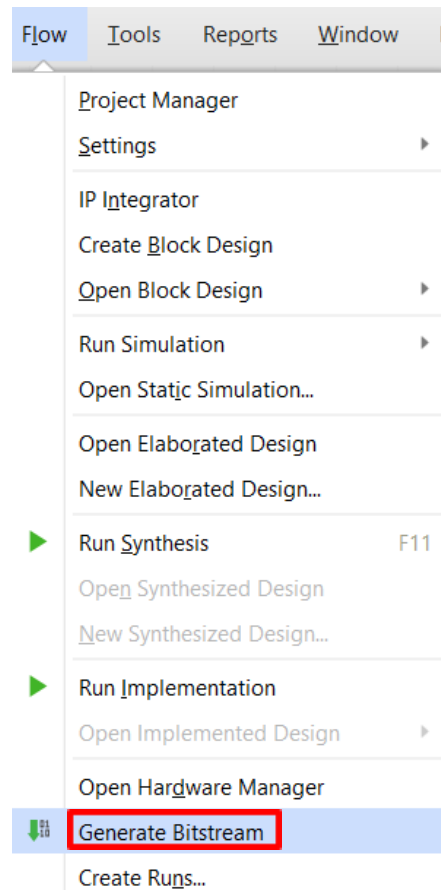 Flow Tools Reports Window
Project Manager
Settings
IP Integrator
Create Block Design
Open Block Design
Run Simulation
Open Static Simulation...
Open Elaborated Design
New Elaborated Design...
Run Synthesis F11
Open Synthesized Design
New Synthesized Design...
Run Implementation
Open Implemented Design
Open Hardware Manager
Generate Bitstream
Create Runs...